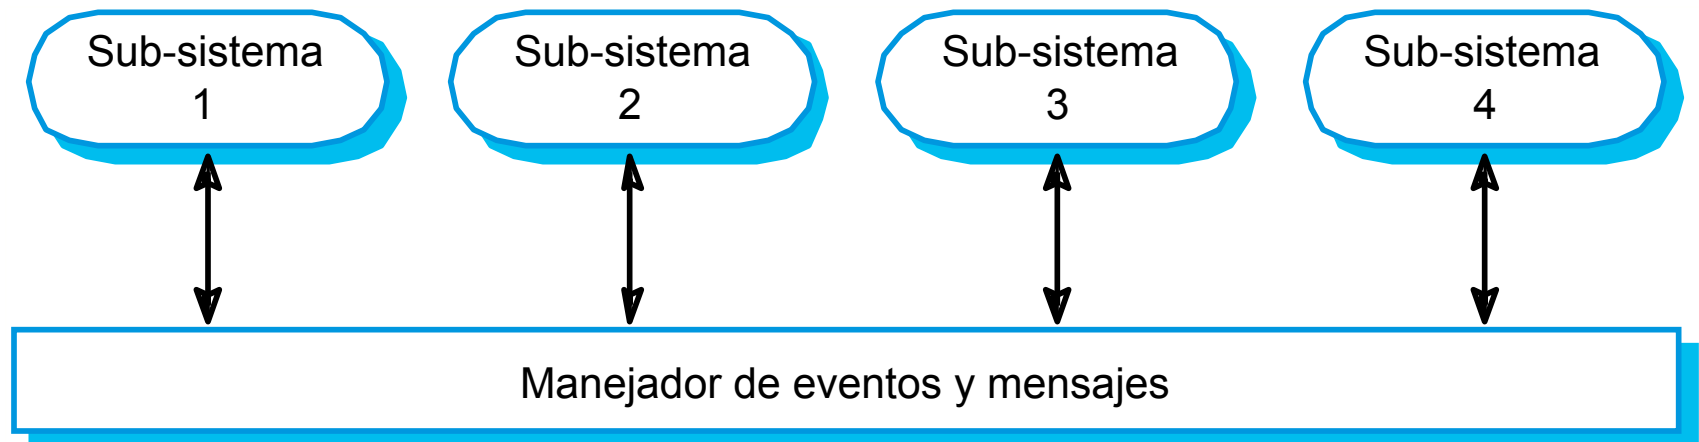 Sub-sistema
1
Sub-sistema
2
Sub-sistema
3
Sub-sistema
4
Manejador de eventos y mensajes